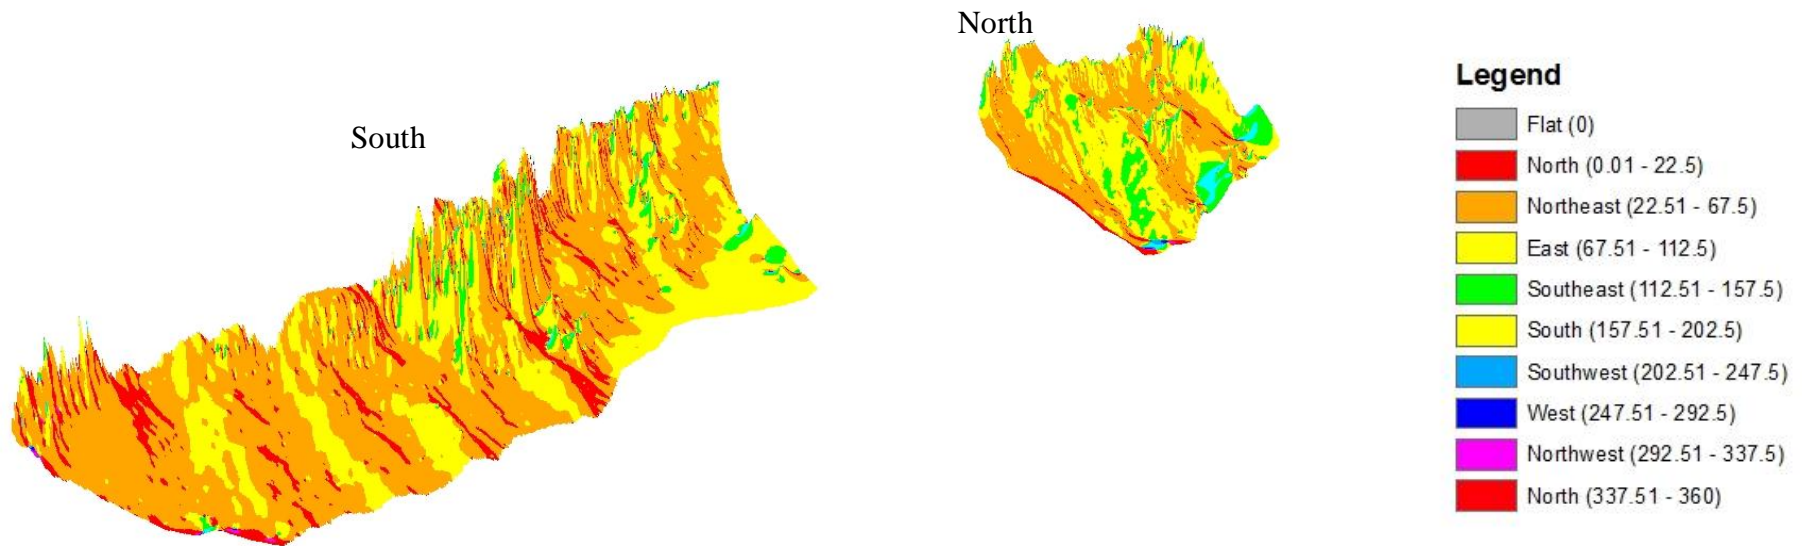 North
South
Legend
Flat (0)
North (0.01 - 22.5)
Northeast (22.51 - 67.5)
East (67.51 - 112.5)
Southeast (112.51 - 157.5)
South (157.51 - 202.5)
Southwest (202.51 - 247.5)
West (247.51 - 292.5)
Northwest (292.51 - 337.5)
North (337.51 - 360)